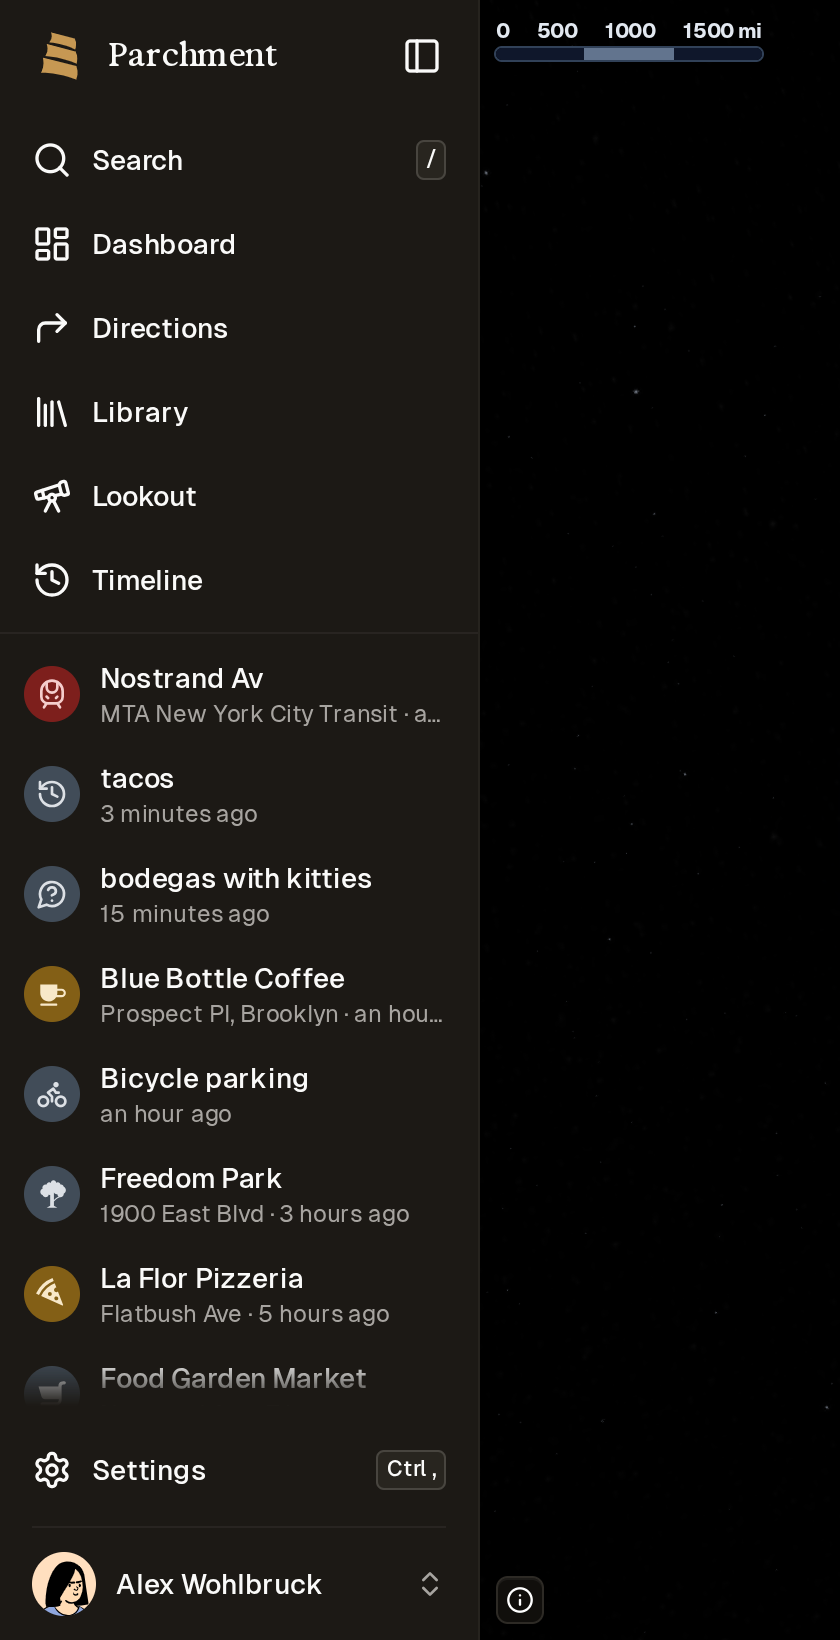 Parchment
0 500 1000 1500 mi
Search /
Dashboard
Directions
Library
Lookout
Timeline
Nostrand Av
MTA New York City Transit · a…
tacos
3 minutes ago
bodegas with kitties
15 minutes ago
Blue Bottle Coffee
Prospect Pl, Brooklyn · an hou…
Bicycle parking
an hour ago
Freedom Park
1900 East Blvd · 3 hours ago
La Flor Pizzeria
Flatbush Ave · 5 hours ago
Food Garden Market
Settings Ctrl ,
Alex Wohlbruck